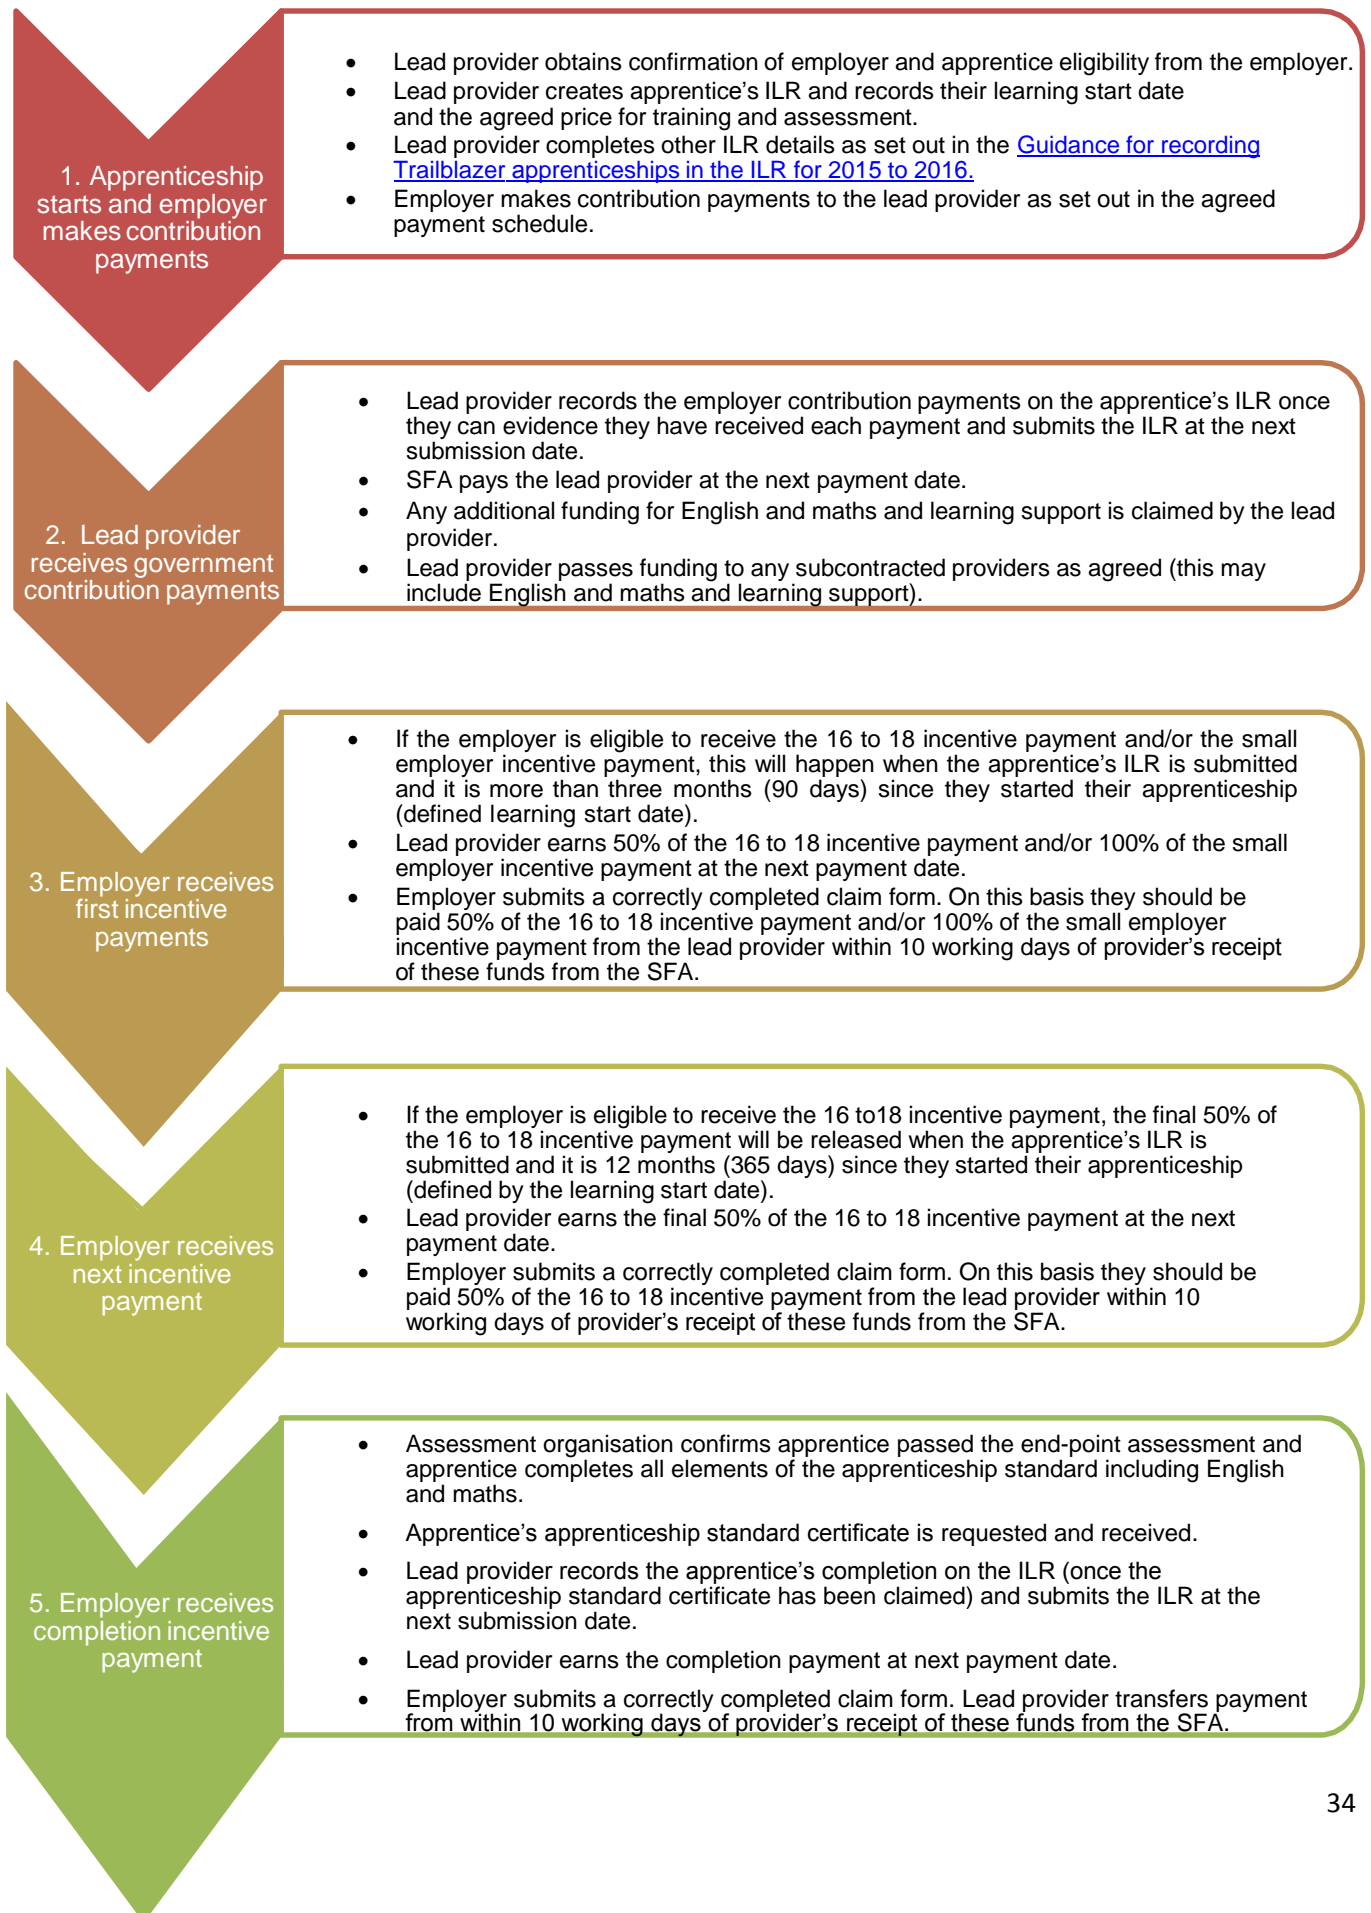 1. Apprenticeship
starts and employer
makes contribution
payments
• Lead provider obtains confirmation of employer and apprentice eligibility from the employer.
• Lead provider creates apprentice's ILR and records their learning start date
and the agreed price for training and assessment.
• Lead provider completes other ILR details as set out in the Guidance for recording
Trailblazer apprenticeships in the ILR for 2015 to 2016.
• Employer makes contribution payments to the lead provider as set out in the agreed
payment schedule.
2. Lead provider
receives government
contribution payments
• Lead provider records the employer contribution payments on the apprentice's ILR once
they can evidence they have received each payment and submits the ILR at the next
submission date.
• SFA pays the lead provider at the next payment date.
• Any additional funding for English and maths and learning support is claimed by the lead
provider.
• Lead provider passes funding to any subcontracted providers as agreed (this may
include English and maths and learning support).
3. Employer receives
first incentive
payments
• If the employer is eligible to receive the 16 to 18 incentive payment and/or the small
employer incentive payment, this will happen when the apprentice's ILR is submitted
and it is more than three months (90 days) since they started their apprenticeship
(defined learning start date).
• Lead provider earns 50% of the 16 to 18 incentive payment and/or 100% of the small
employer incentive payment at the next payment date.
• Employer submits a correctly completed claim form. On this basis they should be
paid 50% of the 16 to 18 incentive payment and/or 100% of the small employer
incentive payment from the lead provider within 10 working days of provider's receipt
of these funds from the SFA.
4. Employer receives
next incentive
payment
• If the employer is eligible to receive the 16 to18 incentive payment, the final 50% of
the 16 to 18 incentive payment will be released when the apprentice's ILR is
submitted and it is 12 months (365 days) since they started their apprenticeship
(defined by the learning start date).
• Lead provider earns the final 50% of the 16 to 18 incentive payment at the next
payment date.
• Employer submits a correctly completed claim form. On this basis they should be
paid 50% of the 16 to 18 incentive payment from the lead provider within 10
working days of provider's receipt of these funds from the SFA.
5. Employer receives
completion incentive
payment
• Assessment organisation confirms apprentice passed the end-point assessment and
apprentice completes all elements of the apprenticeship standard including English
and maths.
• Apprentice's apprenticeship standard certificate is requested and received.
• Lead provider records the apprentice's completion on the ILR (once the
apprenticeship standard certificate has been claimed) and submits the ILR at the
next submission date.
• Lead provider earns the completion payment at next payment date.
• Employer submits a correctly completed claim form. Lead provider transfers payment
from within 10 working days of provider's receipt of these funds from the SFA.
34